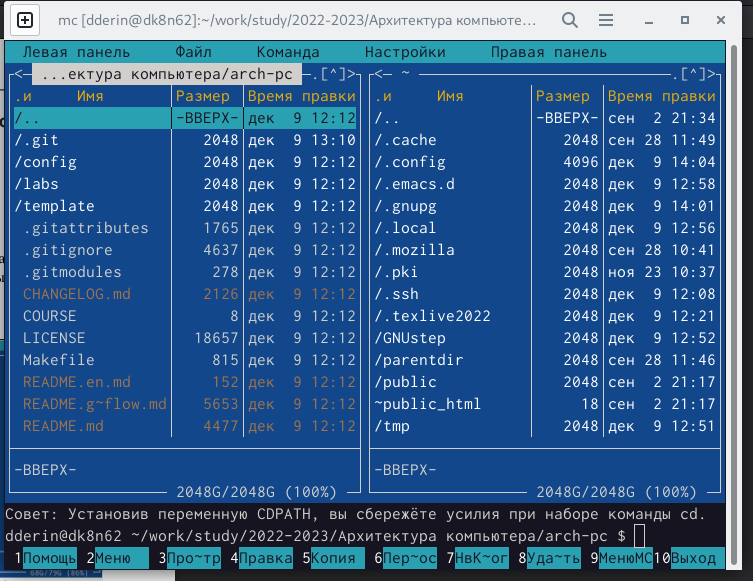 mc [dderin@dk8n62]:~/work/study/2022-2023/Архитектура компьюте…
Левая панель Файл Команда Настройки Правая панель
<─ ...ектура компьютера/arch-pc ─.[^]>
.и Имя Размер Время правки
/.. -ВВЕРХ- дек 9 12:12
/.git 2048 дек 9 13:10
/config 2048 дек 9 12:12
/labs 2048 дек 9 12:12
/template 2048 дек 9 12:12
.gitattributes 1765 дек 9 12:12
.gitignore 4637 дек 9 12:12
.gitmodules 278 дек 9 12:12
CHANGELOG.md 2126 дек 9 12:12
COURSE 8 дек 9 12:12
LICENSE 18657 дек 9 12:12
Makefile 815 дек 9 12:12
README.en.md 152 дек 9 12:12
README.g~flow.md 5653 дек 9 12:12
README.md 4477 дек 9 12:12
-ВВЕРХ-
2048G/2048G (100%)
<─ ~ ─.[^]>
.и Имя Размер Время правки
/.. -ВВЕРХ- сен 2 21:34
/.cache 2048 сен 28 11:49
/.config 4096 дек 9 14:04
/.emacs.d 2048 дек 9 12:58
/.gnupg 2048 дек 9 14:01
/.local 2048 дек 9 12:56
/.mozilla 2048 сен 28 10:41
/.pki 2048 ноя 23 10:37
/.ssh 2048 дек 9 12:08
/.texlive2022 2048 дек 9 12:21
/GNUstep 2048 дек 9 12:52
/parentdir 2048 сен 28 11:46
/public 2048 сен 2 21:17
~public_html 18 сен 2 21:17
/tmp 2048 дек 9 12:51
-ВВЕРХ-
2048G/2048G (100%)
Совет: Установив переменную CDPATH, вы сбережёте усилия при наборе команды cd.
dderin@dk8n62 ~/work/study/2022-2023/Архитектура компьютера/arch-pc $
1Помощь 2Меню 3Про~тр 4Правка 5Копия 6Пер~ос 7НвК~ог 8Уда~ть 9МенюMC 10Выход
68G/79G (86%)